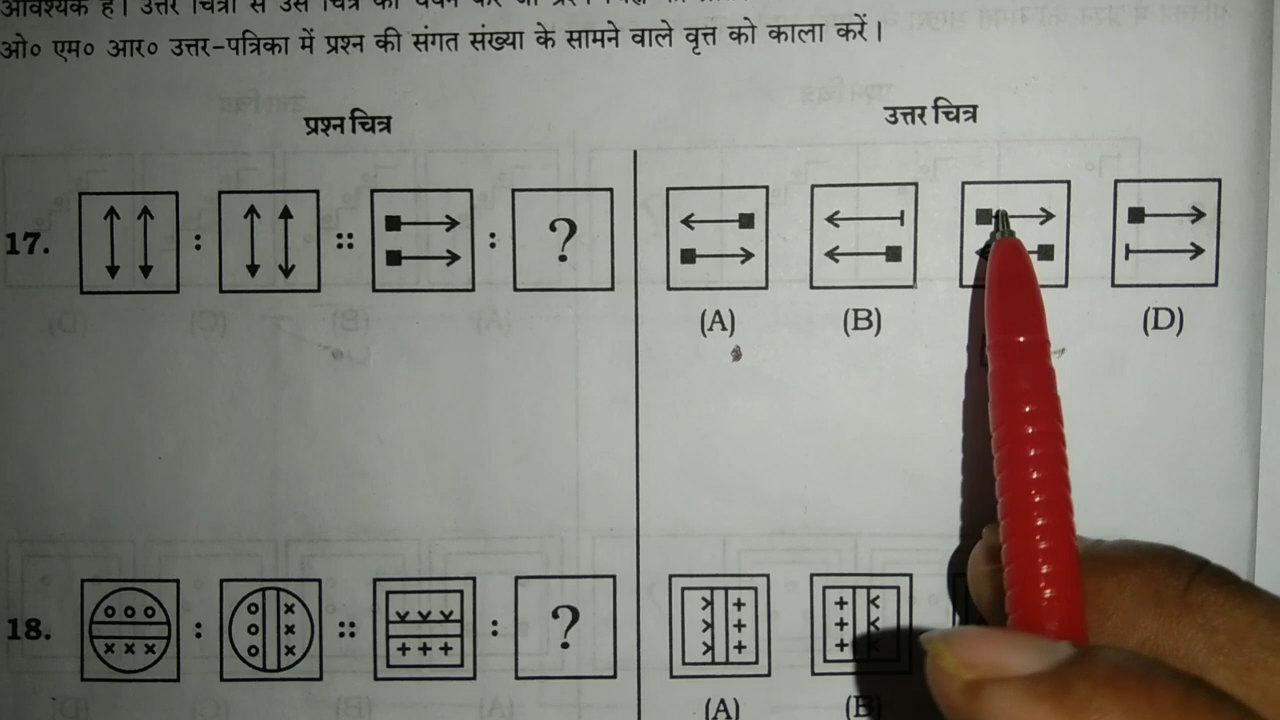 ओ० एम० आर० उत्तर-पत्रिका में प्रश्न की संगत संख्या के सामने वाले वृत्त को काला करें।
प्रश्न चित्र
उत्तर चित्र
17.
:
::
:
?
(A)
(B)
(D)
18.
:
::
:
?
(A)
(B)